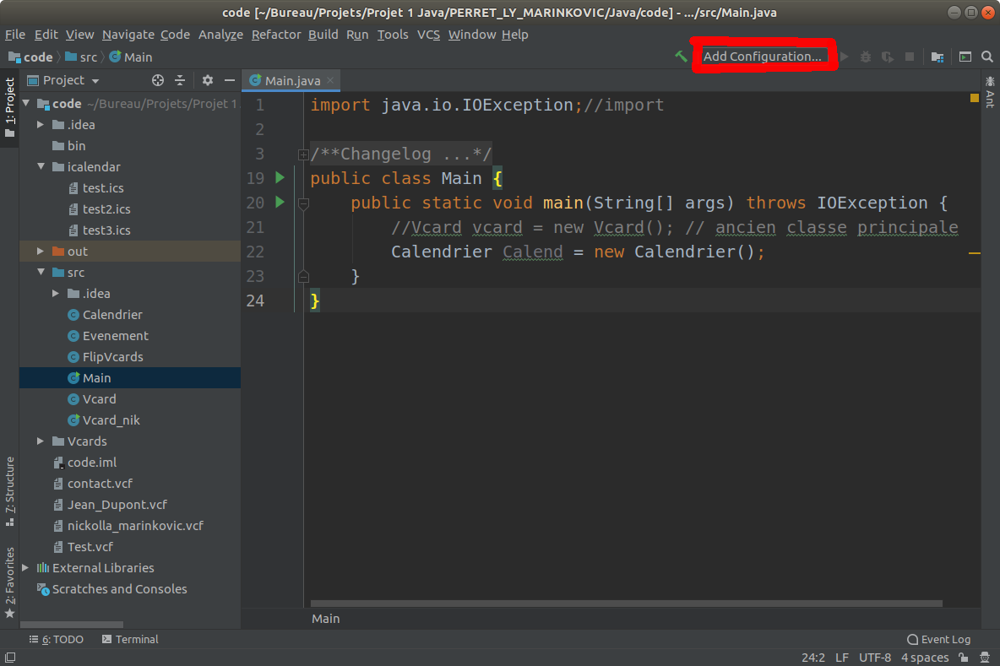 code [~/Bureau/Projets/Projet 1 Java/PERRET_LY_MARINKOVIC/Java/code] - .../src/Main.java
File Edit View Navigate Code Analyze Refactor Build Run Tools VCS Window Help
code src Main Add Configuration...
1: Project
Project
Main.java
Ant
code ~/Bureau/Projets/Projet 1
.idea
bin
icalendar
test.ics
test2.ics
test3.ics
out
src
.idea
Calendrier
Evenement
FlipVcards
Main
Vcard
Vcard_nik
Vcards
code.iml
contact.vcf
Jean_Dupont.vcf
nickolla_marinkovic.vcf
Test.vcf
External Libraries
Scratches and Consoles
1 import java.io.IOException;//import
2
3 /**Changelog ...*/
19 public class Main {
20 public static void main(String[] args) throws IOException {
21 //Vcard vcard = new Vcard(); // ancien classe principale
22 Calendrier Calend = new Calendrier();
23 }
24 }
7: Structure
2: Favorites
Main
6: TODO Terminal Event Log
24:2 LF UTF-8 4 spaces